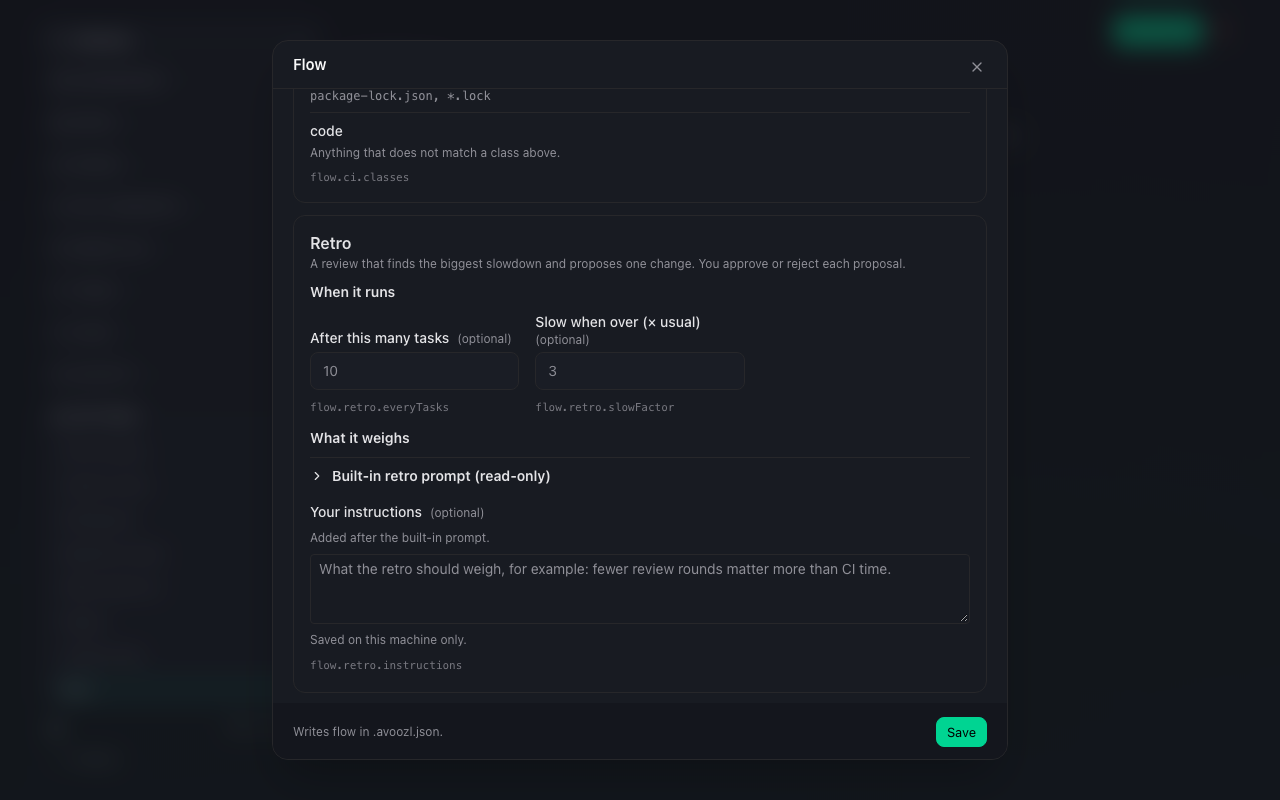 Flow
package-lock.json, *.lock
code
Anything that does not match a class above.
flow.ci.classes
Retro
A review that finds the biggest slowdown and proposes one change. You approve or reject each proposal.
When it runs
After this many tasks (optional)
Slow when over (× usual)
(optional)
10
3
flow.retro.everyTasks
flow.retro.slowFactor
What it weighs
Built-in retro prompt (read-only)
Your instructions (optional)
Added after the built-in prompt.
What the retro should weigh, for example: fewer review rounds matter more than CI time.
Saved on this machine only.
flow.retro.instructions
Writes flow in .avoozl.json.
Save